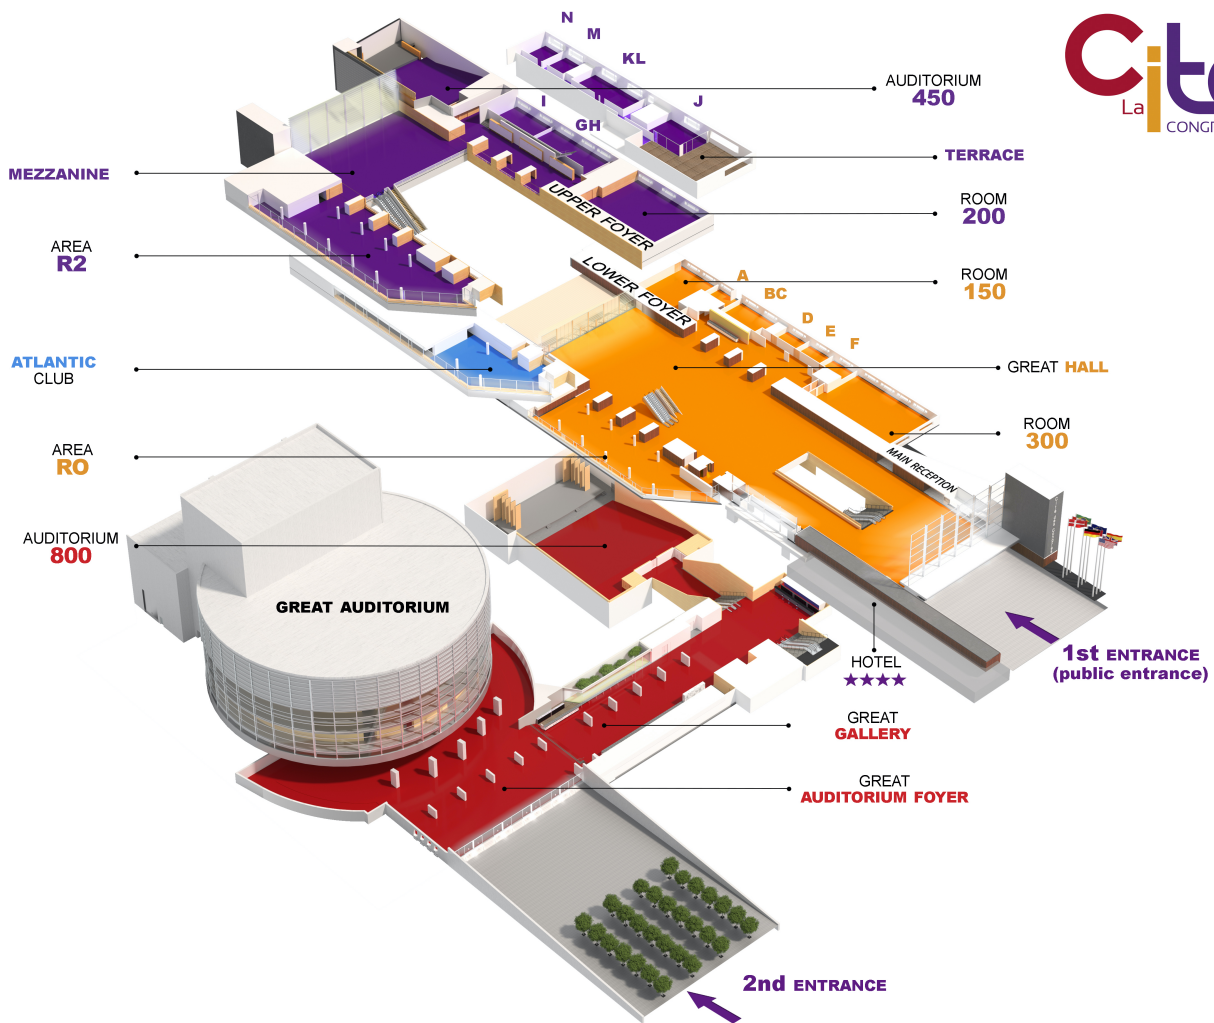 N
M
KL
J
I
GH
AUDITORIUM
450
Cite
La
CONGR
TERRACE
MEZZANINE
ROOM
200
UPPER FOYER
AREA
R2
LOWER FOYER
ROOM
150
A
BC
D
E
F
ATLANTIC
CLUB
GREAT HALL
AREA
RO
ROOM
300
MAIN RECEPTION
AUDITORIUM
800
GREAT AUDITORIUM
HOTEL
★★★★
1st ENTRANCE
(public entrance)
GREAT
GALLERY
GREAT
AUDITORIUM FOYER
2nd ENTRANCE